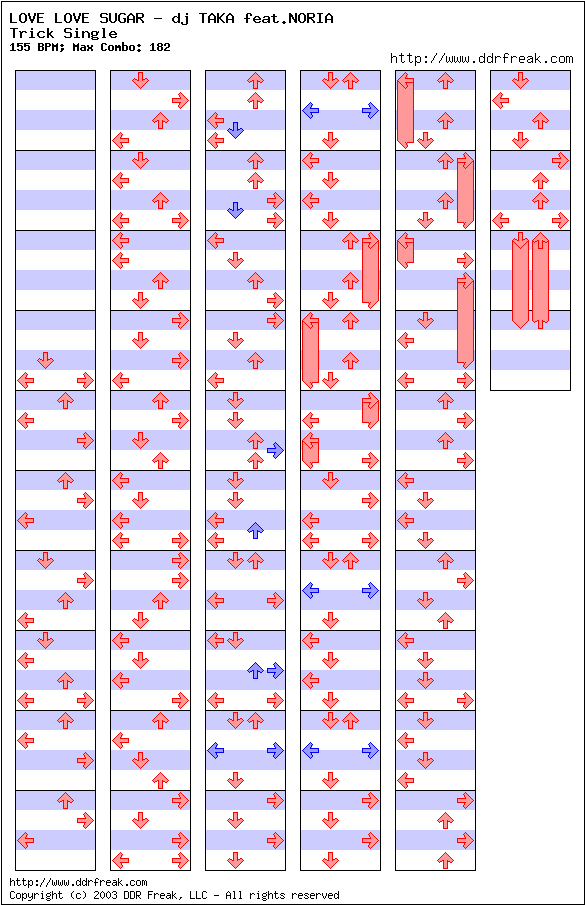 LOVE LOVE SUGAR - dj TAKA feat.NORIA
Trick Single
155 BPM; Max Combo: 182
http://www.ddrfreak.com
http://www.ddrfreak.com
Copyright (c) 2003 DDR Freak, LLC - All rights reserved